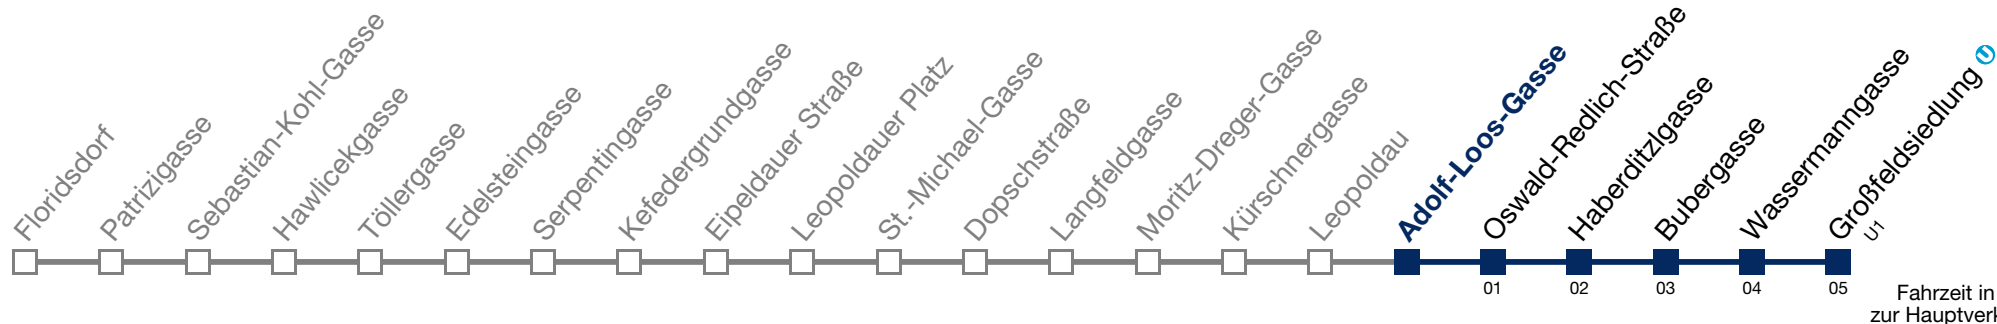 Floridsdorf
Patrizigasse
Sebastian-Kohl-Gasse
Hawlicekgasse
Töllergasse
Edelsteingasse
Serpentingasse
Kefedergrundgasse
Eipeldauer Straße
Leopoldauer Platz
St.-Michael-Gasse
Dopschstraße
Langfeldgasse
Moritz-Dreger-Gasse
Kürschnergasse
Leopoldau
Adolf-Loos-Gasse
Oswald-Redlich-Straße
Haberditzlgasse
Bubergasse
Wassermanngasse
Großfeldsiedlung U
U1
01 02 03 04 05
Fahrzeit in
zur Hauptverk